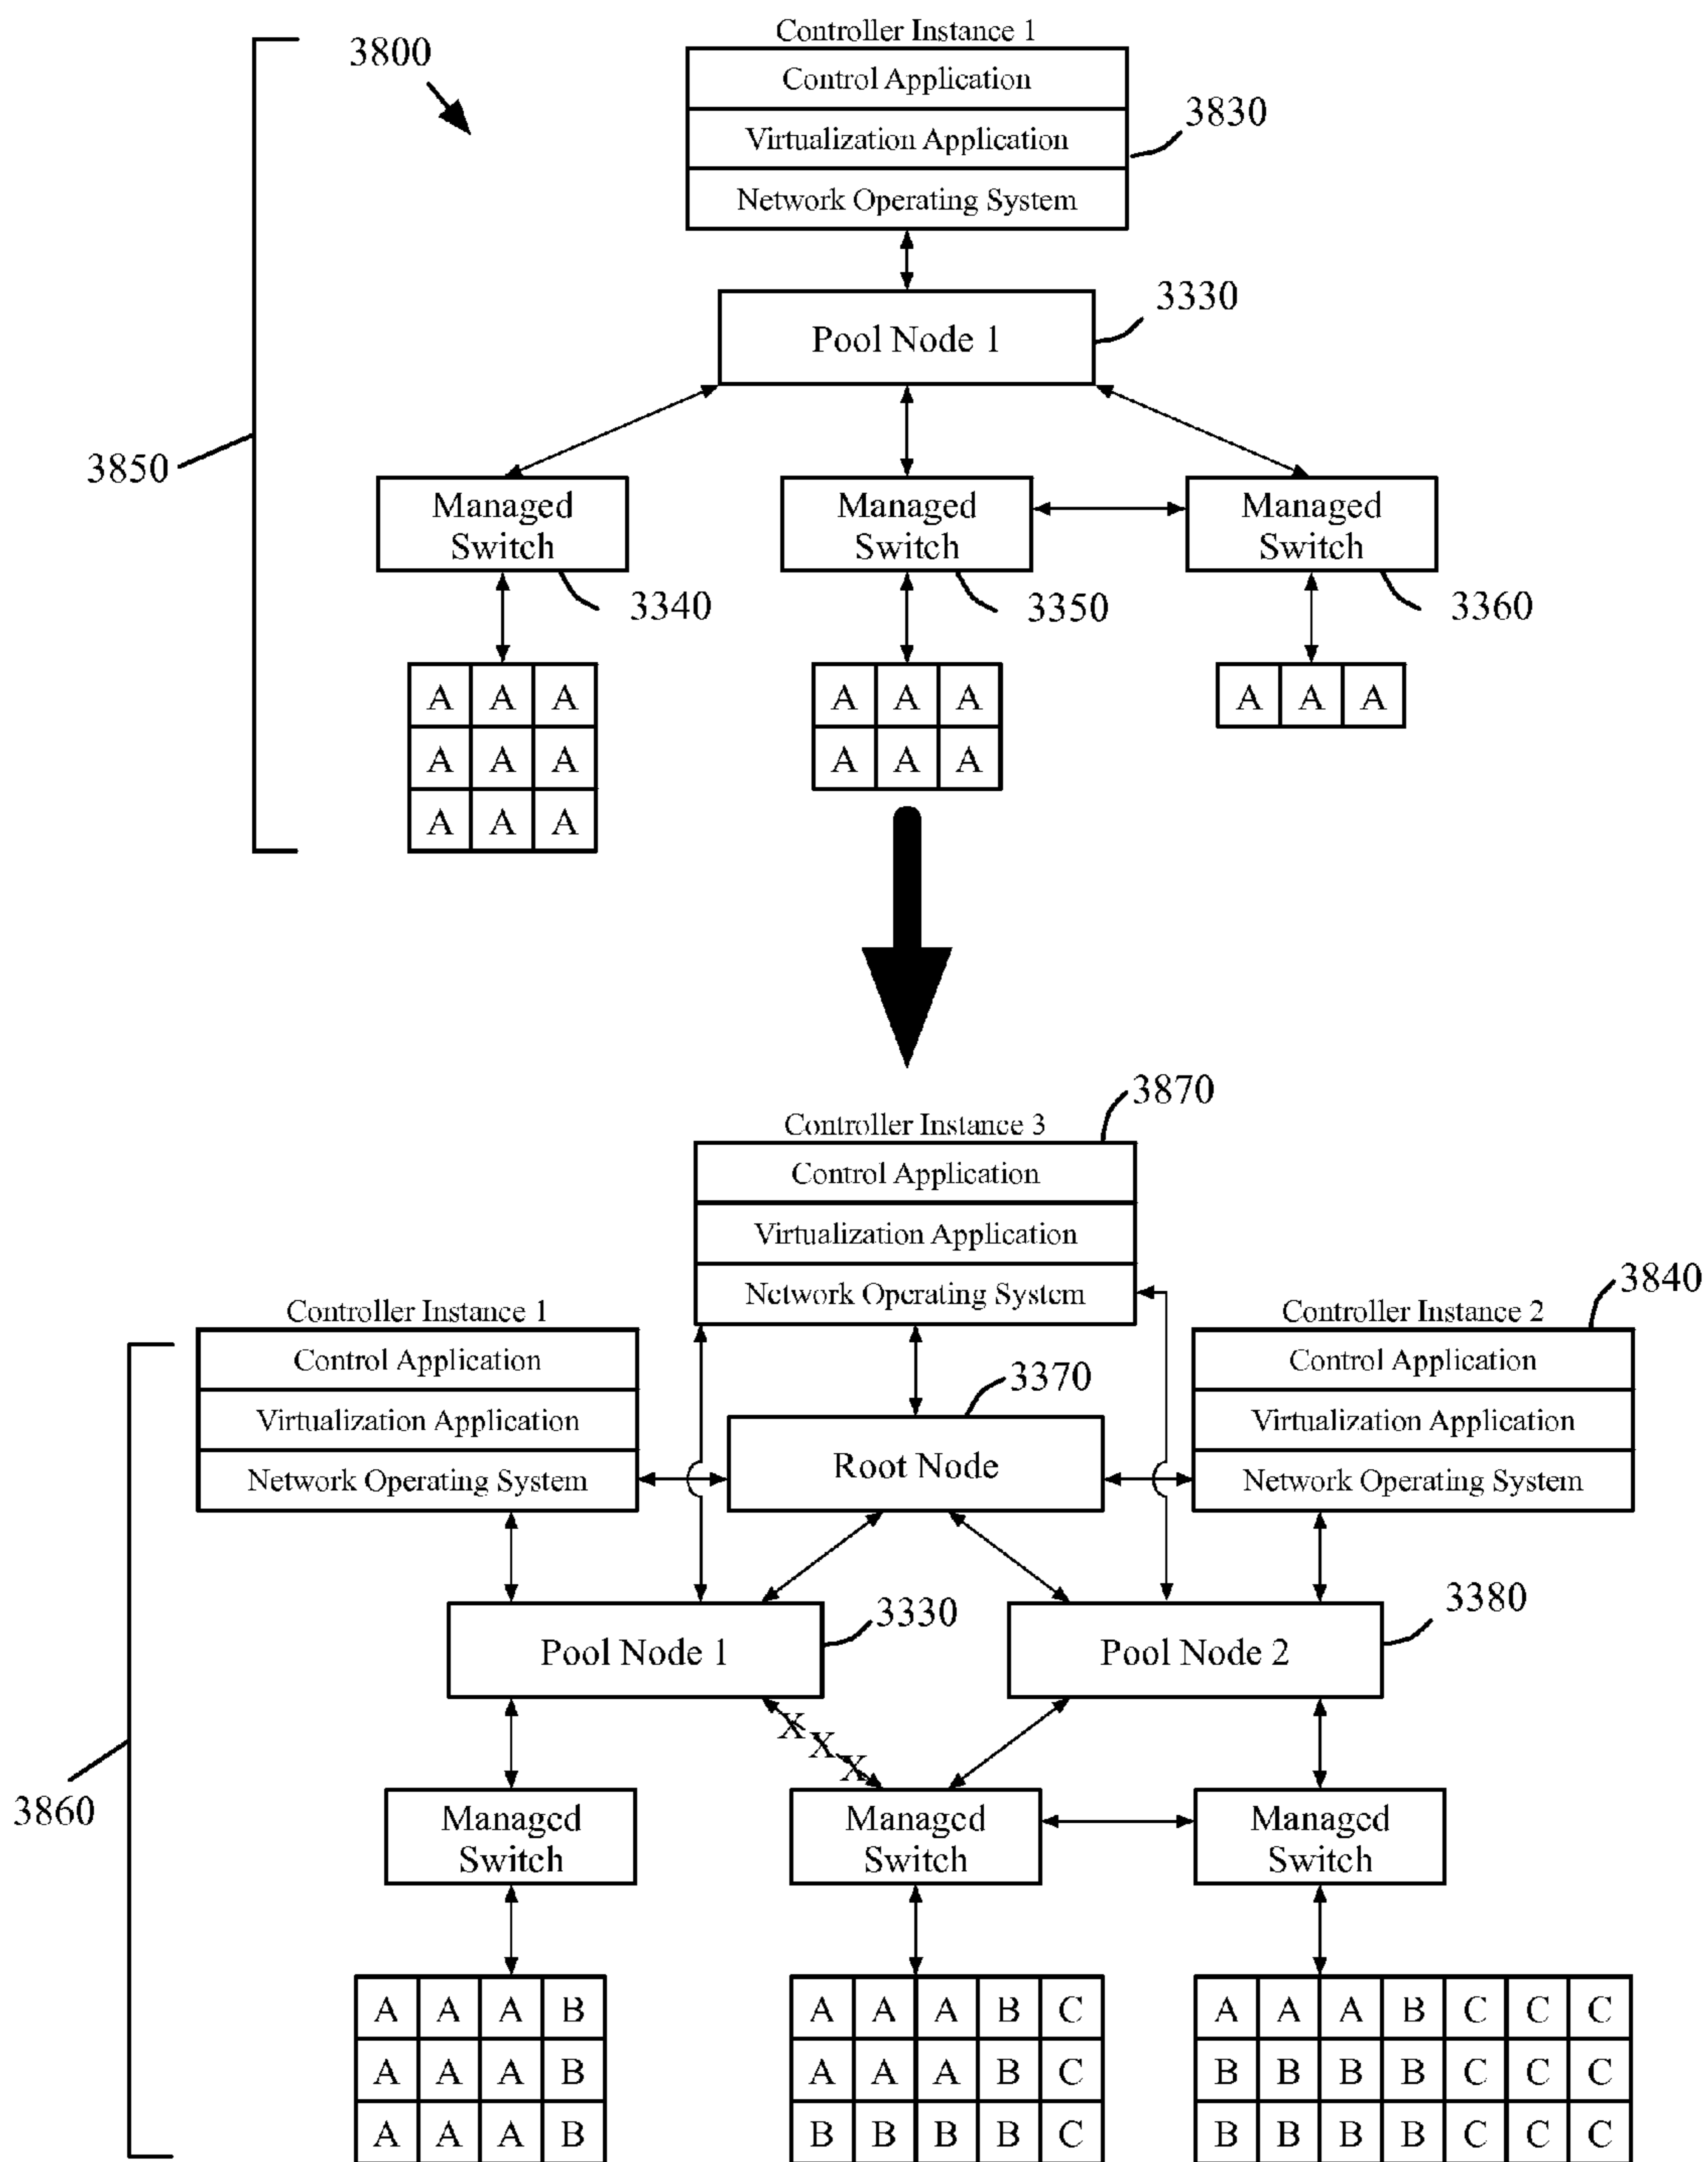 3800
Controller Instance 1
Control Application
Virtualization Application
Network Operating System
3830
Pool Node 1
3330
3850
Managed
Switch
3340
Managed
Switch
3350
Managed
Switch
3360
A A A
A A A
A A A
A A A
A A A
A A A
3870
Controller Instance 3
Control Application
Virtualization Application
Network Operating System
3840
Controller Instance 1
Control Application
Virtualization Application
Network Operating System
3370
Root Node
Controller Instance 2
Control Application
Virtualization Application
Network Operating System
Pool Node 1
3330
Pool Node 2
3380
X
X
X
3860
Managed
Switch
Managed
Switch
Managed
Switch
A A A B
A A A B
A A A B
A A A B C
A A A B C
B B B B C
A A A B C C C
B B B B C C C
B B B B C C C